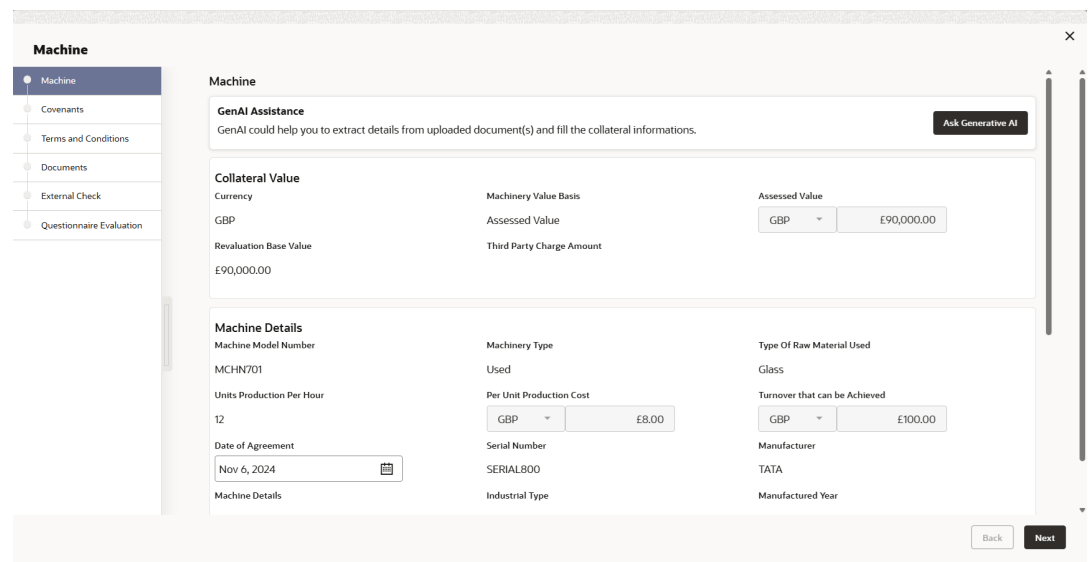 Machine
Machine
Covenants
Terms and Conditions
Documents
External Check
Questionnaire Evaluation
Machine
GenAI Assistance
GenAI could help you to extract details from uploaded document(s) and fill the collateral informations.
Ask Generative AI
Collateral Value
Currency Machinery Value Basis Assessed Value
GBP Assessed Value GBP £90,000.00
Revaluation Base Value Third Party Charge Amount
£90,000.00
Machine Details
Machine Model Number Machinery Type Type Of Raw Material Used
MCHN701 Used Glass
Units Production Per Hour Per Unit Production Cost Turnover that can be Achieved
12 GBP £8.00 GBP £100.00
Date of Agreement Serial Number Manufacturer
Nov 6, 2024 SERIAL800 TATA
Machine Details Industrial Type Manufactured Year
Back Next